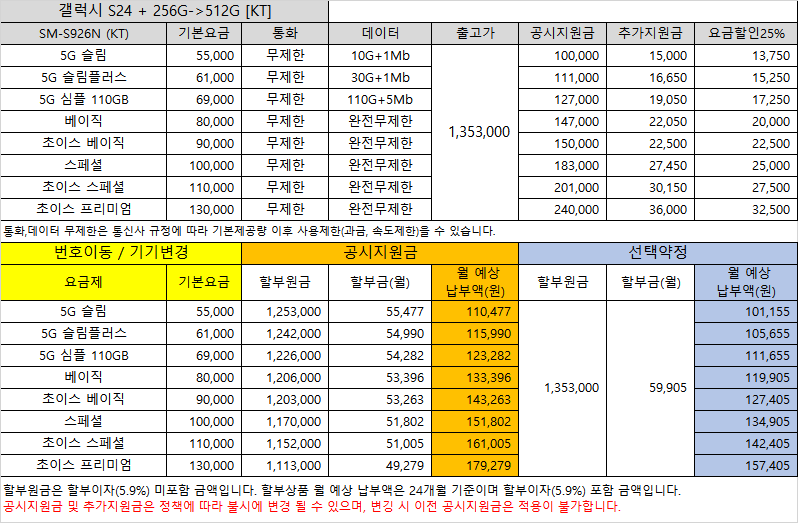 갤럭시 S24 + 256G->512G [KT]
SM-S926N (KT) 기본요금 통화 데이터 출고가 공시지원금 추가지원금 요금할인25%
5G 슬림 55,000 무제한 10G+1Mb 100,000 15,000 13,750
5G 슬림플러스 61,000 무제한 30G+1Mb 111,000 16,650 15,250
5G 심플 110GB 69,000 무제한 110G+5Mb 127,000 19,050 17,250
베이직 80,000 무제한 완전무제한 147,000 22,050 20,000
1,353,000
초이스 베이직 90,000 무제한 완전무제한 150,000 22,500 22,500
스페셜 100,000 무제한 완전무제한 183,000 27,450 25,000
초이스 스페셜 110,000 무제한 완전무제한 201,000 30,150 27,500
초이스 프리미엄 130,000 무제한 완전무제한 240,000 36,000 32,500
통화,데이터 무제한은 통신사 규정에 따라 기본제공량 이후 사용제한(과금, 속도제한)을 수 있습니다.
번호이동 / 기기변경 공시지원금 선택약정
요금제 기본요금 할부원금 할부금(월) 월 예상 납부액(원) 할부원금 할부금(월) 월 예상 납부액(원)
5G 슬림 55,000 1,253,000 55,477 110,477 101,155
5G 슬림플러스 61,000 1,242,000 54,990 115,990 105,655
5G 심플 110GB 69,000 1,226,000 54,282 123,282 111,655
베이직 80,000 1,206,000 53,396 133,396 119,905
1,353,000 59,905
초이스 베이직 90,000 1,203,000 53,263 143,263 127,405
스페셜 100,000 1,170,000 51,802 151,802 134,905
초이스 스페셜 110,000 1,152,000 51,005 161,005 142,405
초이스 프리미엄 130,000 1,113,000 49,279 179,279 157,405
할부원금은 할부이자(5.9%) 미포함 금액입니다. 할부상품 월 예상 납부은 24개월 기준이며 할부이자(5.9%) 포함 금액입니다.
공시지원금 및 추가지원금은 정책에 따라 불시에 변경 될 수 있으며, 변깅 시 이전 공시지원금은 적용이 불가합니다.